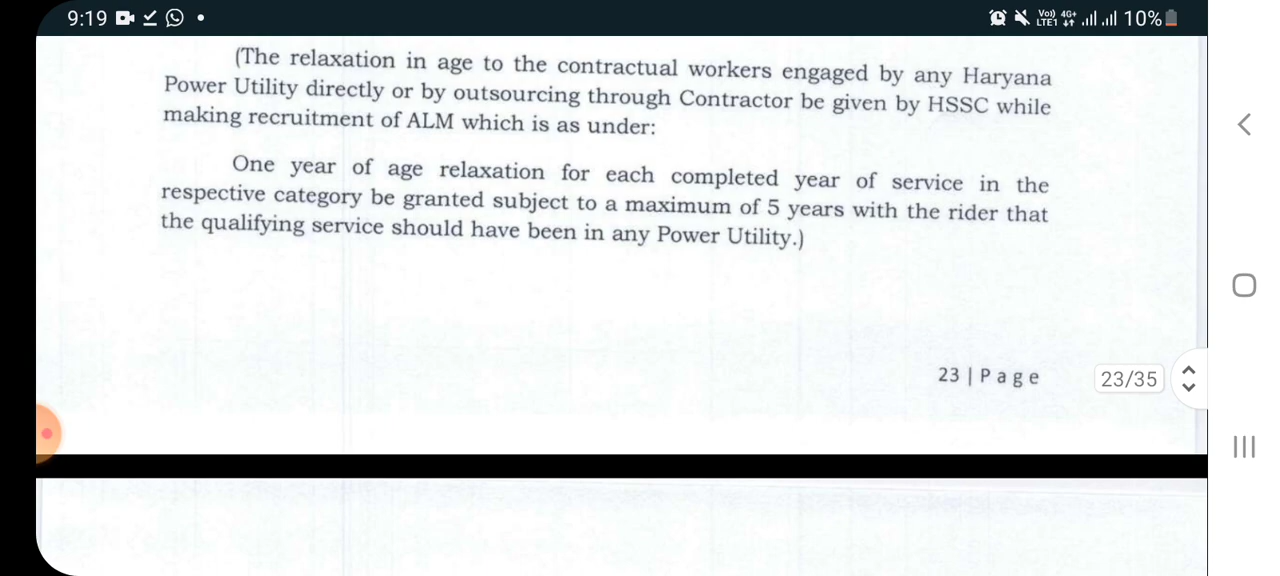 9:19
Vo)) 4G+
LTE1
10%
(The relaxation in age to the contractual workers engaged by any Haryana
Power Utility directly or by outsourcing through Contractor be given by HSSC while
making recruitment of ALM which is as under:
One year of age relaxation for each completed year of service in the
respective category be granted subject to a maximum of 5 years with the rider that
the qualifying service should have been in any Power Utility.)
23 | P a g e
23/35